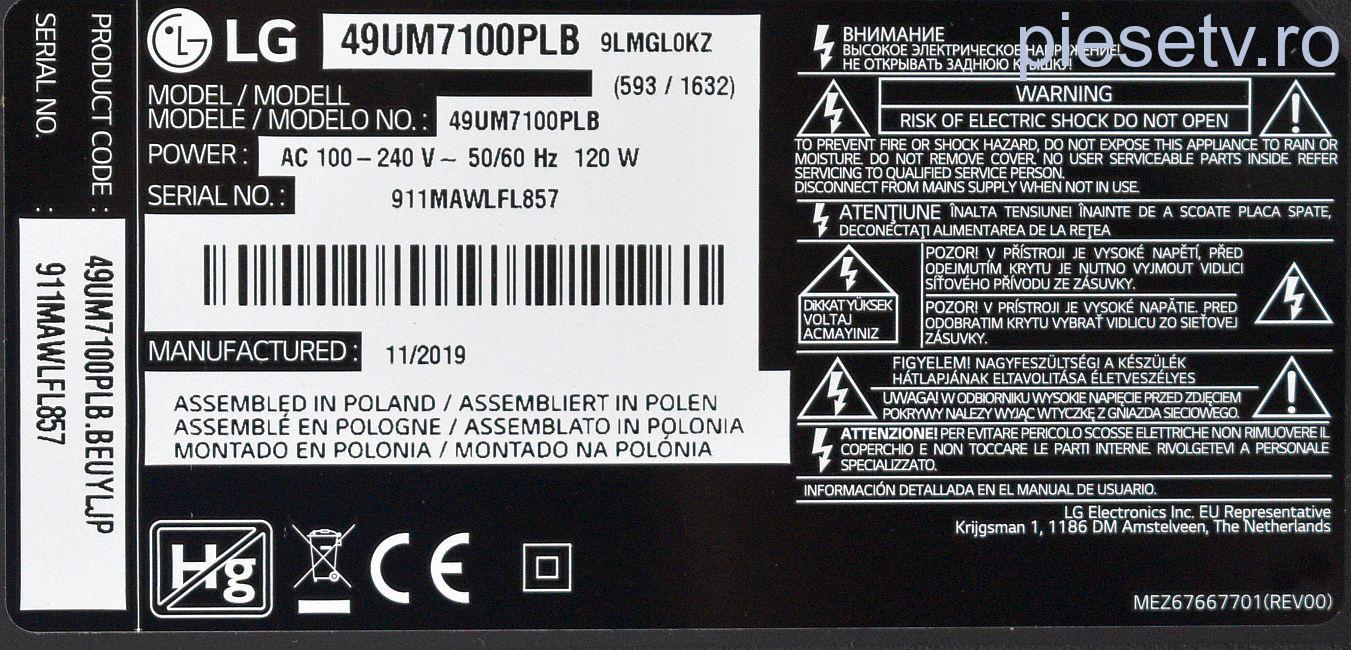 SERIAL NO. : 911MAWLFL857
PRODUCT CODE : 49UM7100PLB.BEUYLJP
LG 49UM7100PLB 9LMGL0KZ
(593 / 1632)
MODEL / MODELL
MODELE / MODELO NO. : 49UM7100PLB
POWER : AC 100 – 240 V ~ 50/60 Hz 120 W
SERIAL NO. : 911MAWLFL857
MANUFACTURED : 11/2019
ASSEMBLED IN POLAND / ASSEMBLIERT IN POLEN
ASSEMBLÉ EN POLOGNE / ASSEMBLATO IN POLONIA
MONTADO EN POLONIA / MONTADO NA POLÓNIA
Hg
CE
piesetv.ro
ВНИМАНИЕ
ВЫСОКОЕ ЭЛЕКТРИЧЕСКОЕ НАПРЯЖЕНИЕ!
НЕ ОТКРЫВАТЬ ЗАДНЮЮ КРЫШКУ!
WARNING
RISK OF ELECTRIC SHOCK DO NOT OPEN
TO PREVENT FIRE OR SHOCK HAZARD, DO NOT EXPOSE THIS APPLIANCE TO RAIN OR
MOISTURE. DO NOT REMOVE COVER. NO USER SERVICEABLE PARTS INSIDE. REFER
SERVICING TO QUALIFIED SERVICE PERSON.
DISCONNECT FROM MAINS SUPPLY WHEN NOT IN USE.
ATENŢIUNE ÎNALTA TENSIUNE! ÎNAINTE DE A SCOATE PLACA SPATE,
DECONECTAŢI ALIMENTAREA DE LA REŢEA
DİKKAT YÜKSEK
VOLTAJ
ACMAYINIZ
POZOR! V PŘÍSTROJI JE VYSOKÉ NAPĚTÍ, PŘED
ODEJMUTÍM KRYTU JE NUTNO VYJMOUT VIDLICI
SÍŤOVÉHO PŘÍVODU ZE ZÁSUVKY.
POZOR! V PRÍSTROJI JE VYSOKÉ NAPÄTIE. PRED
ODOBRATIM KRYTU VYBRAŤ VIDLICU ZO SIEŤOVEJ
ZÁSUVKY.
FIGYELEM! NAGYFESZÜLTSÉG! A KÉSZÜLÉK
HÁTLAPJÁNAK ELTAVOLITÁSA ÉLETVESZÉLYES
UWAGA! W ODBIORNIKU WYSOKIE NAPIĘCIE PRZED ZDJĘCIEM
POKRYWY NALEŻY WYJĄĆ WTYCZKĘ Z GNIAZDA SIECIOWEGO.
ATTENZIONE! PER EVITARE PERICOLO SCOSSE ELETTRICHE NON RIMUOVERE IL
COPERCHIO E NON TOCCARE LE PARTI INTERNE. RIVOLGETEVI A PERSONALE
SPECIALIZZATO.
INFORMACIÓN DETALLADA EN EL MANUAL DE USUARIO.
LG Electronics Inc. EU Representative
Krijgsman 1, 1186 DM Amstelveen, The Netherlands
MEZ67667701(REV00)